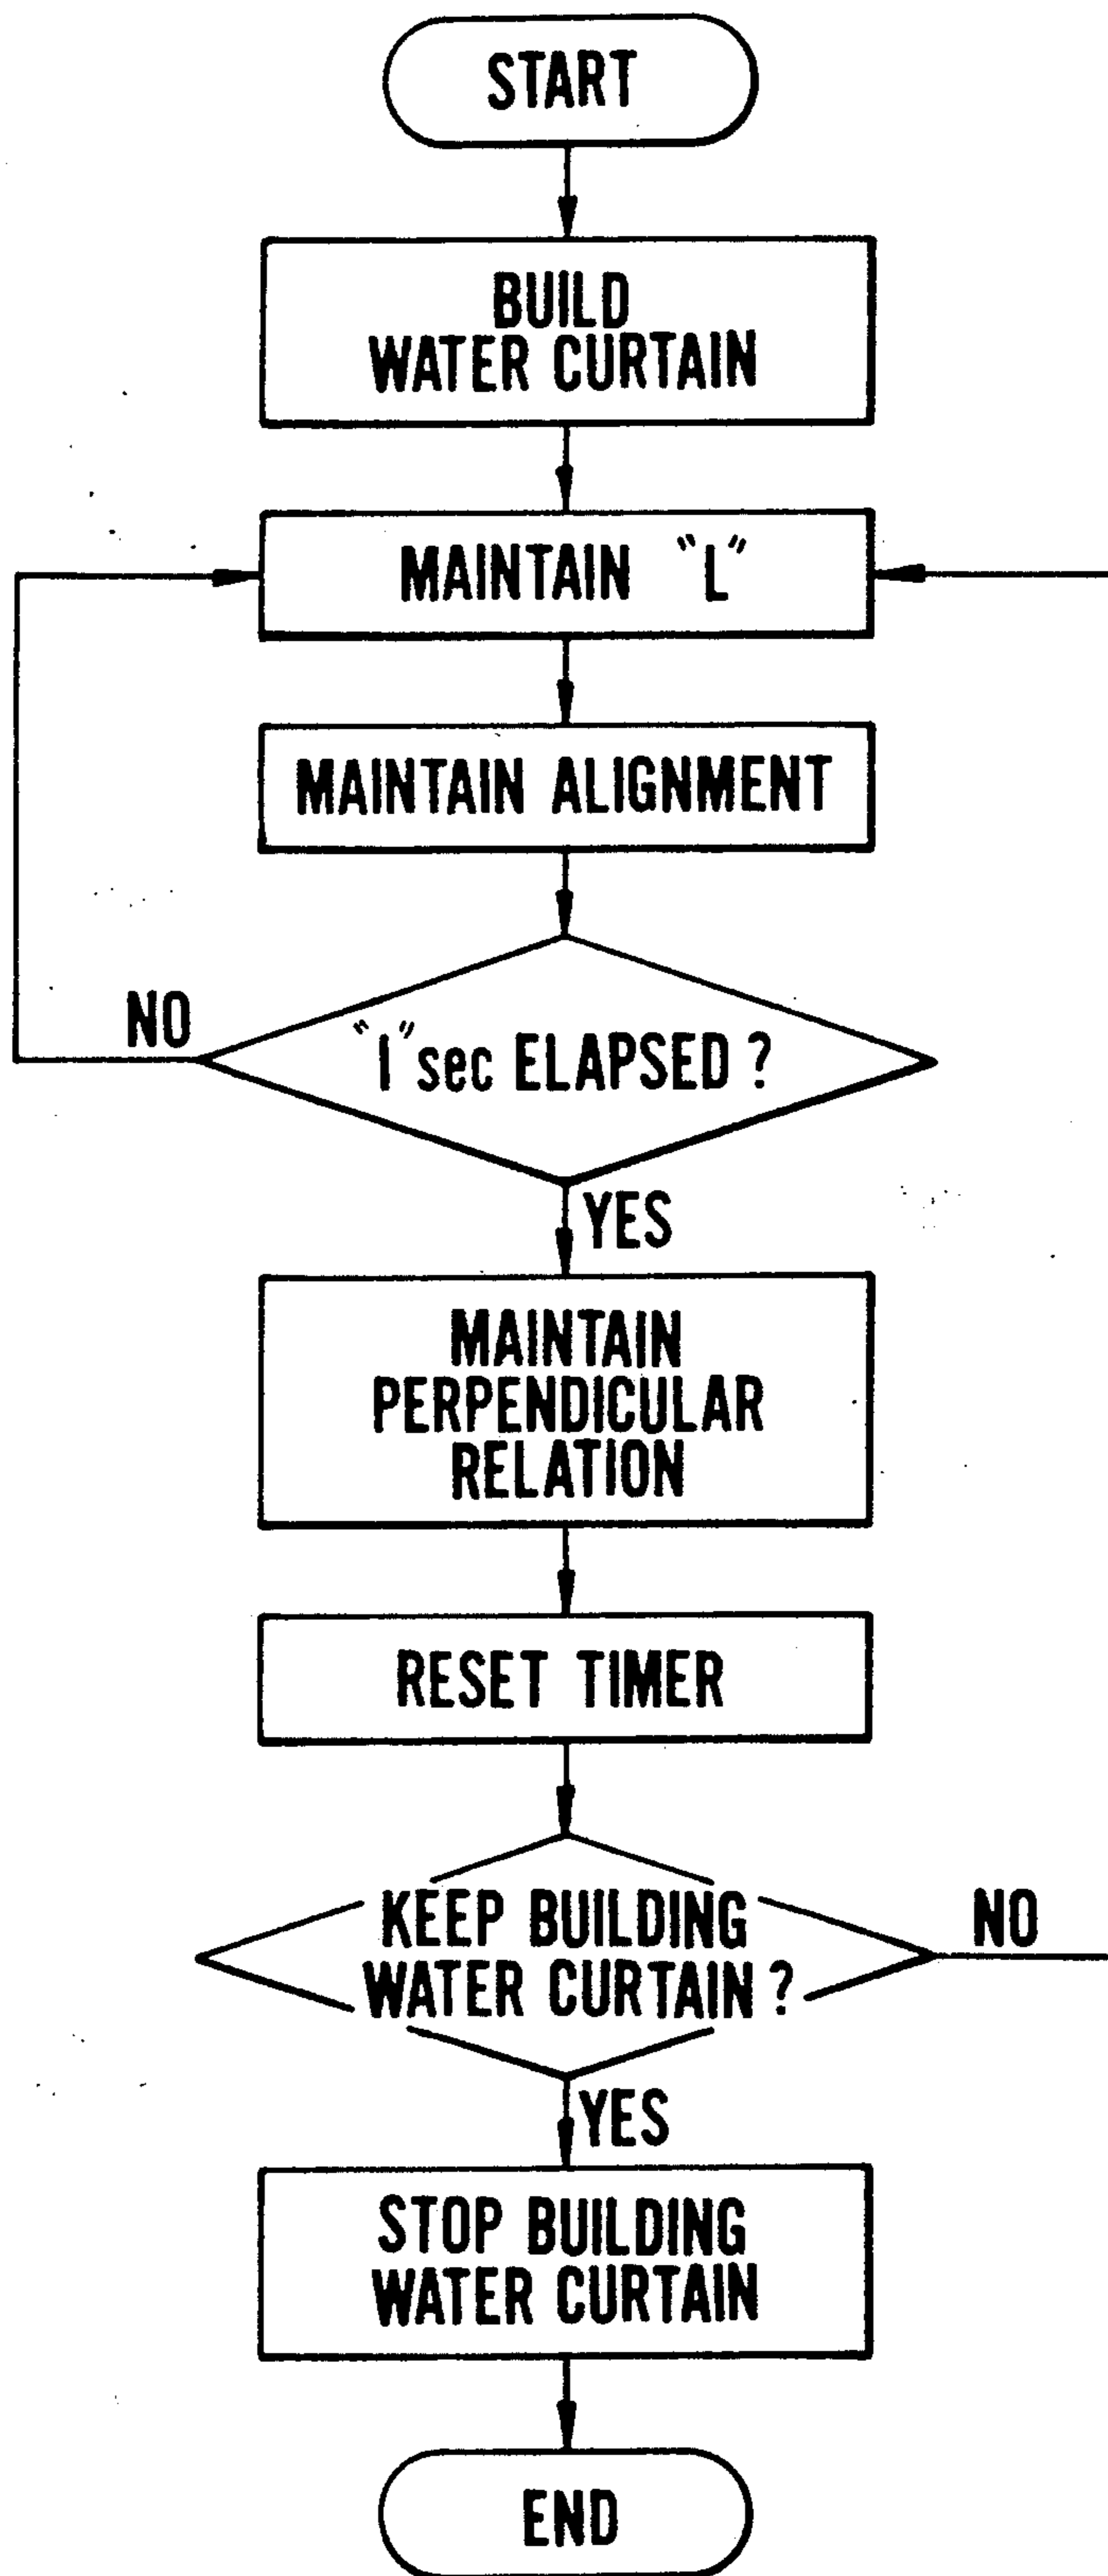 START
BUILD
WATER CURTAIN
MAINTAIN "L"
MAINTAIN ALIGNMENT
NO
"1" sec ELAPSED ?
YES
MAINTAIN
PERPENDICULAR
RELATION
RESET TIMER
KEEP BUILDING
WATER CURTAIN ?
NO
YES
STOP BUILDING
WATER CURTAIN
END